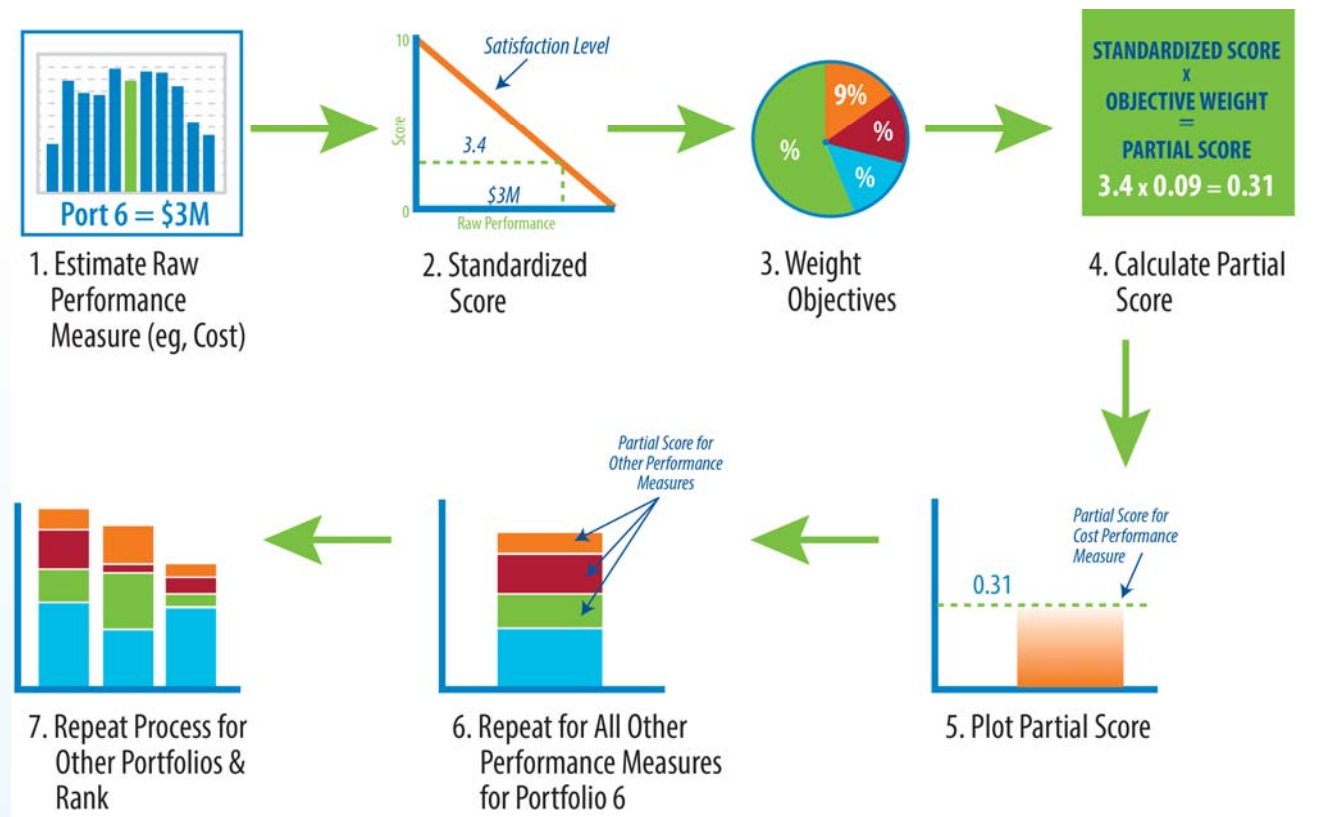 Port 6 = $3M
1. Estimate Raw
Performance
Measure (eg, Cost)
10
Satisfaction Level
Score
3.4
$3M
0
Raw Performance
2. Standardized
Score
9%
%
%
%
3. Weight
Objectives
STANDARDIZED SCORE
x
OBJECTIVE WEIGHT
=
PARTIAL SCORE
3.4 x 0.09 = 0.31
4. Calculate Partial
Score
Partial Score for
Cost Performance
Measure
0.31
5. Plot Partial Score
Partial Score for
Other Performance
Measures
6. Repeat for All Other
Performance Measures
for Portfolio 6
7. Repeat Process for
Other Portfolios &
Rank